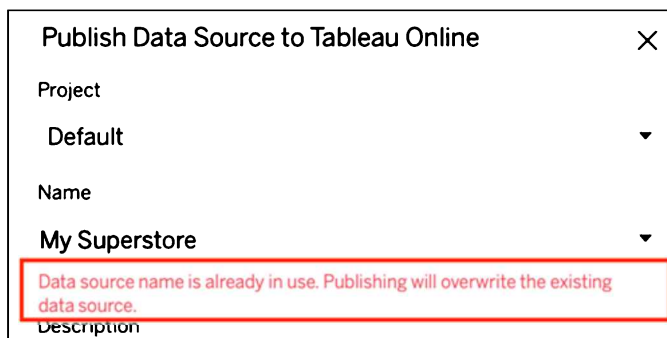 Publish Data Source to Tableau Online
Project
Default
Name
My Superstore
Data source name is already in use. Publishing will overwrite the existing
data source.
Description